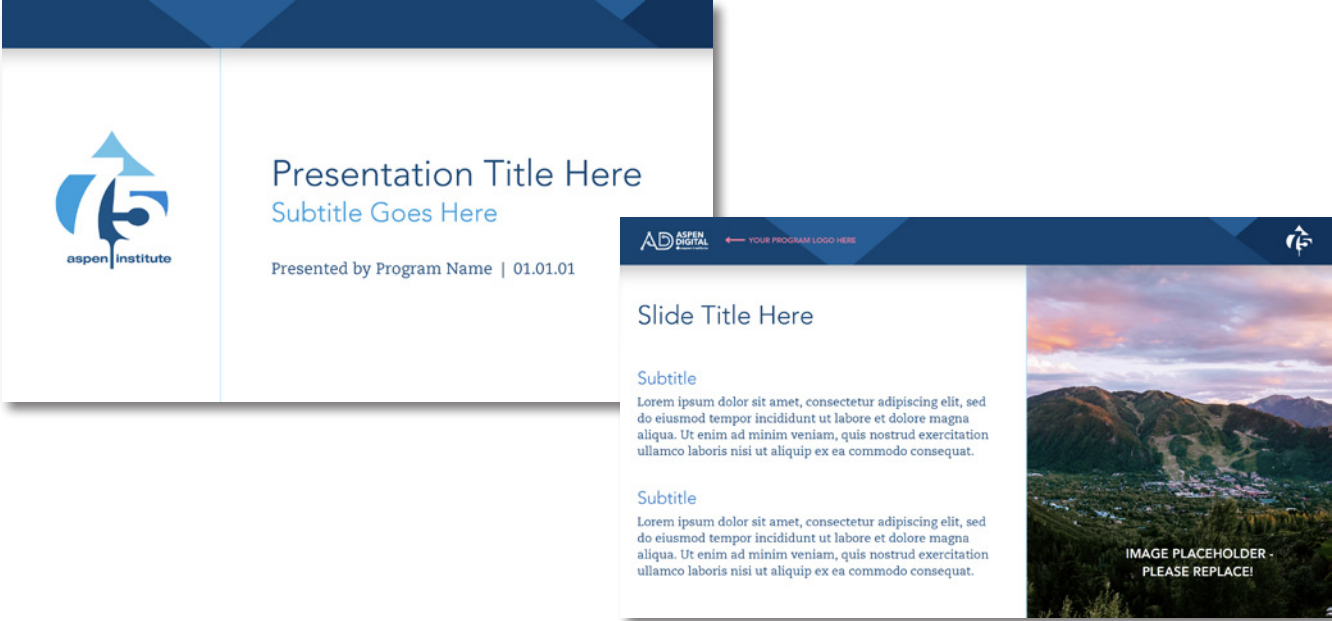 75
aspen institute
Presentation Title Here
Subtitle Goes Here
Presented by Program Name | 01.01.01
AD ASPEN
DIGITAL
YOUR PROGRAM LOGO HERE
75
Slide Title Here
Subtitle
Lorem ipsum dolor sit amet, consectetur adipiscing elit, sed
do eiusmod tempor incididunt ut labore et dolore magna
aliqua. Ut enim ad minim veniam, quis nostrud exercitation
ullamco laboris nisi ut aliquip ex ea commodo consequat.
Subtitle
Lorem ipsum dolor sit amet, consectetur adipiscing elit, sed
do eiusmod tempor incididunt ut labore et dolore magna
aliqua. Ut enim ad minim veniam, quis nostrud exercitation
ullamco laboris nisi ut aliquip ex ea commodo consequat.
IMAGE PLACEHOLDER -
PLEASE REPLACE!